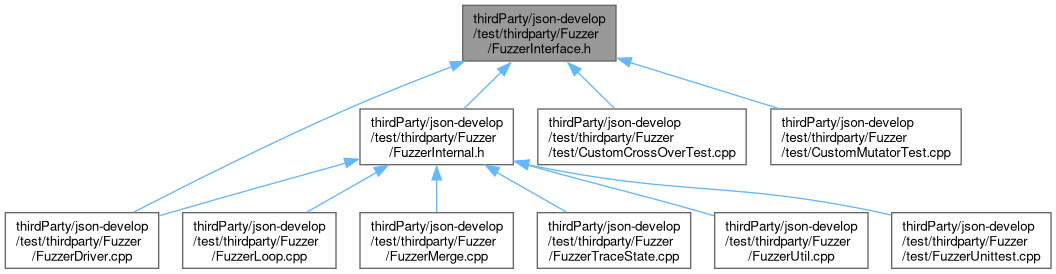 thirdParty/json-develop
/test/thirdparty/Fuzzer
/FuzzerInterface.h
thirdParty/json-develop
/test/thirdparty/Fuzzer
/FuzzerInternal.h
thirdParty/json-develop
/test/thirdparty/Fuzzer
/test/CustomCrossOverTest.cpp
thirdParty/json-develop
/test/thirdparty/Fuzzer
/test/CustomMutatorTest.cpp
thirdParty/json-develop
/test/thirdparty/Fuzzer
/FuzzerDriver.cpp
thirdParty/json-develop
/test/thirdparty/Fuzzer
/FuzzerLoop.cpp
thirdParty/json-develop
/test/thirdparty/Fuzzer
/FuzzerMerge.cpp
thirdParty/json-develop
/test/thirdparty/Fuzzer
/FuzzerTraceState.cpp
thirdParty/json-develop
/test/thirdparty/Fuzzer
/FuzzerUtil.cpp
thirdParty/json-develop
/test/thirdparty/Fuzzer
/test/FuzzerUnittest.cpp